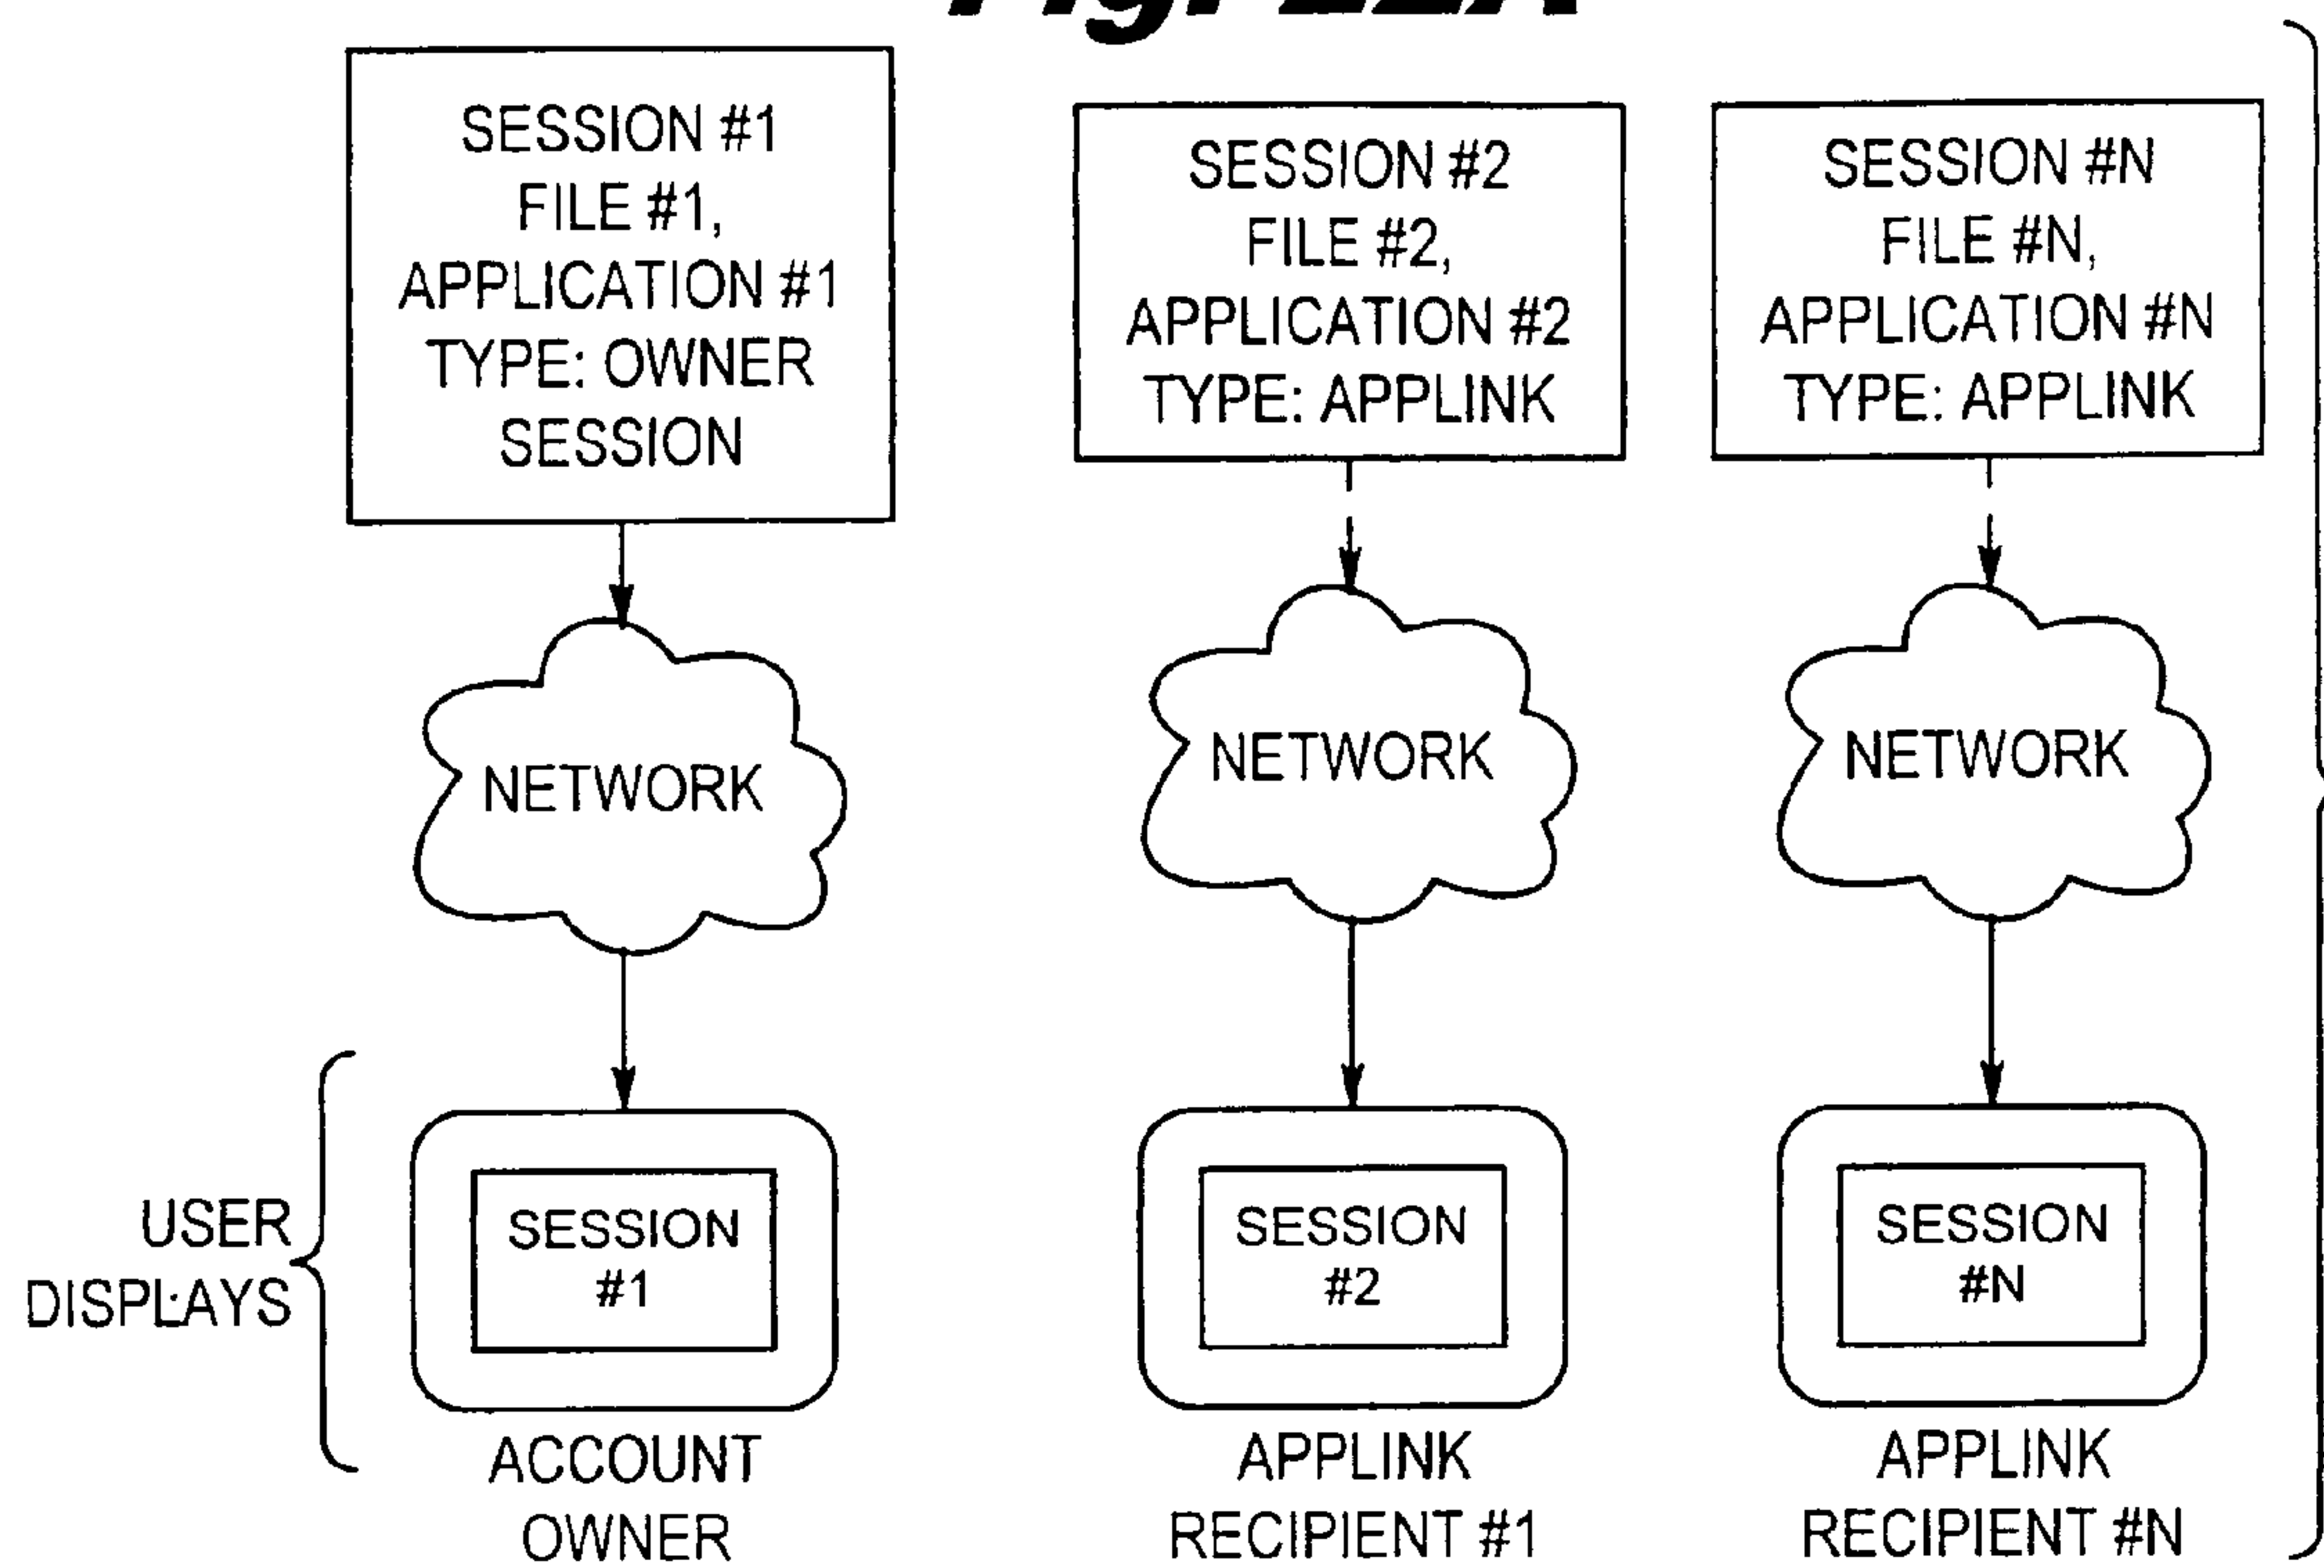 SESSION #1
FILE #1,
APPLICATION #1
TYPE: OWNER
SESSION
SESSION #2
FILE #2,
APPLICATION #2
TYPE: APPLINK
SESSION #N
FILE #N,
APPLICATION #N
TYPE: APPLINK
NETWORK
NETWORK
NETWORK
USER
DISPLAYS
SESSION
#1
SESSION
#2
SESSION
#N
ACCOUNT
OWNER
APPLINK
RECIPIENT #1
APPLINK
RECIPIENT #N